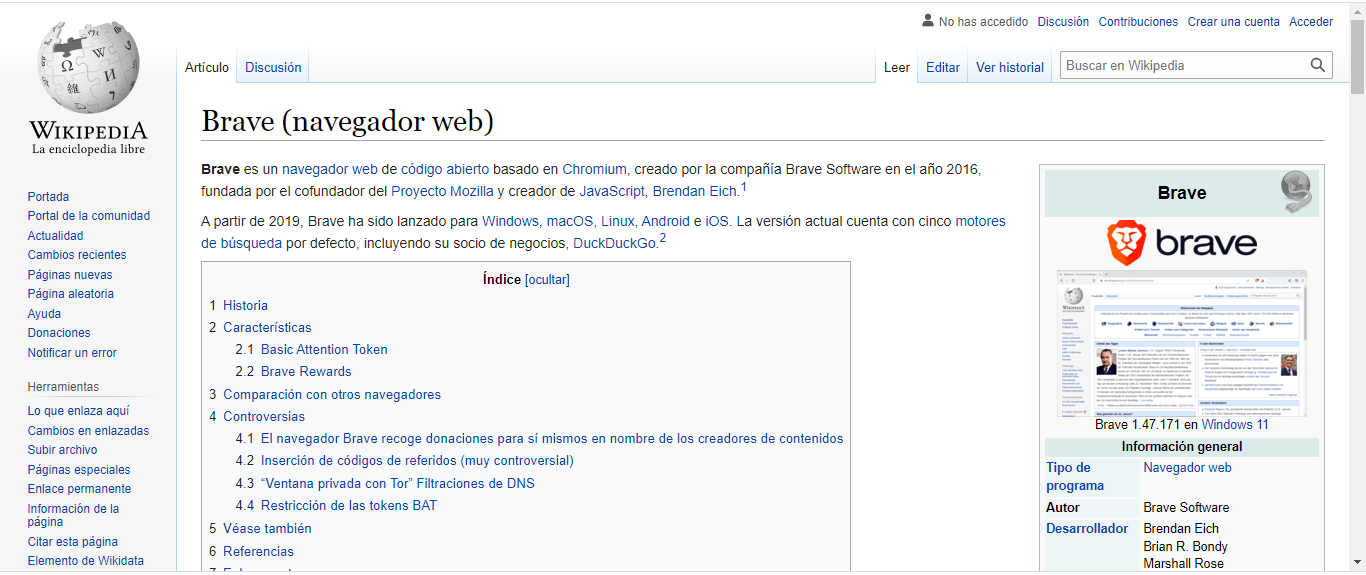 No has accedido Discusión Contribuciones Crear una cuenta Acceder
Artículo Discusión Leer Editar Ver historial Buscar en Wikipedia
WIKIPEDIA
La enciclopedia libre
Portada
Portal de la comunidad
Actualidad
Cambios recientes
Páginas nuevas
Página aleatoria
Ayuda
Donaciones
Notificar un error
Herramientas
Lo que enlaza aquí
Cambios en enlazadas
Subir archivo
Páginas especiales
Enlace permanente
Información de la
página
Citar esta página
Elemento de Wikidata
Brave (navegador web)
Brave es un navegador web de código abierto basado en Chromium, creado por la compañía Brave Software en el año 2016,
fundada por el cofundador del Proyecto Mozilla y creador de JavaScript, Brendan Eich.1
A partir de 2019, Brave ha sido lanzado para Windows, macOS, Linux, Android e iOS. La versión actual cuenta con cinco motores
de búsqueda por defecto, incluyendo su socio de negocios, DuckDuckGo.2
Índice [ocultar]
1 Historia
2 Características
2.1 Basic Attention Token
2.2 Brave Rewards
3 Comparación con otros navegadores
4 Controversias
4.1 El navegador Brave recoge donaciones para sí mismos en nombre de los creadores de contenidos
4.2 Inserción de códigos de referidos (muy controversial)
4.3 “Ventana privada con Tor” Filtraciones de DNS
4.4 Restricción de las tokens BAT
5 Véase también
6 Referencias
Brave
brave
Brave 1.47.171 en Windows 11
Información general
Tipo de programa Navegador web
Autor Brave Software
Desarrollador Brendan Eich
Brian R. Bondy
Marshall Rose